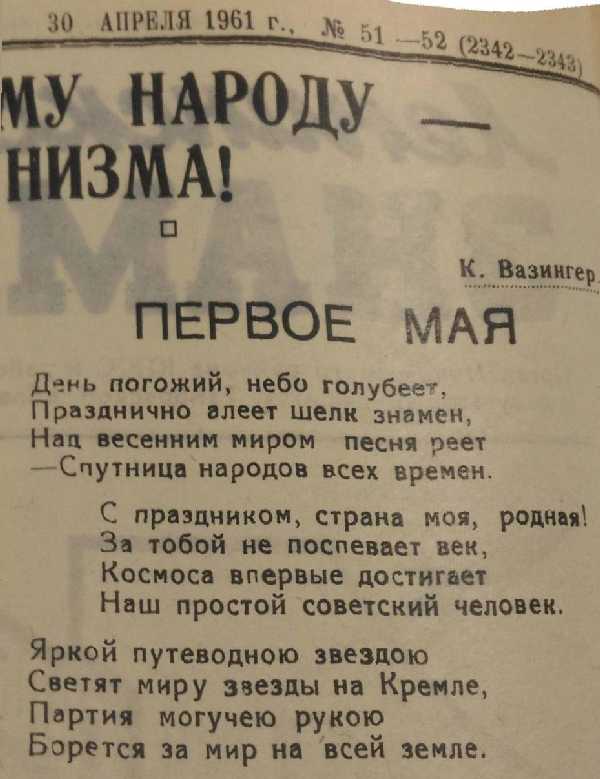 30 АПРЕЛЯ 1961 г., № 51—52 (2342—2343)
МУ НАРОДУ —
НИЗМА!
К. Вазингер.
ПЕРВОЕ МАЯ
День погожий, небо голубеет,
Празднично алеет шелк знамен,
Над весенним миром песня реет
—Спутница народов всех времен.
С праздником, страна моя, родная!
За тобой не поспевает век,
Космоса впервые достигает
Наш простой советский человек.
Яркой путеводною звездою
Светят миру звезды на Кремле,
Партия могучею рукою
Борется за мир на всей земле.